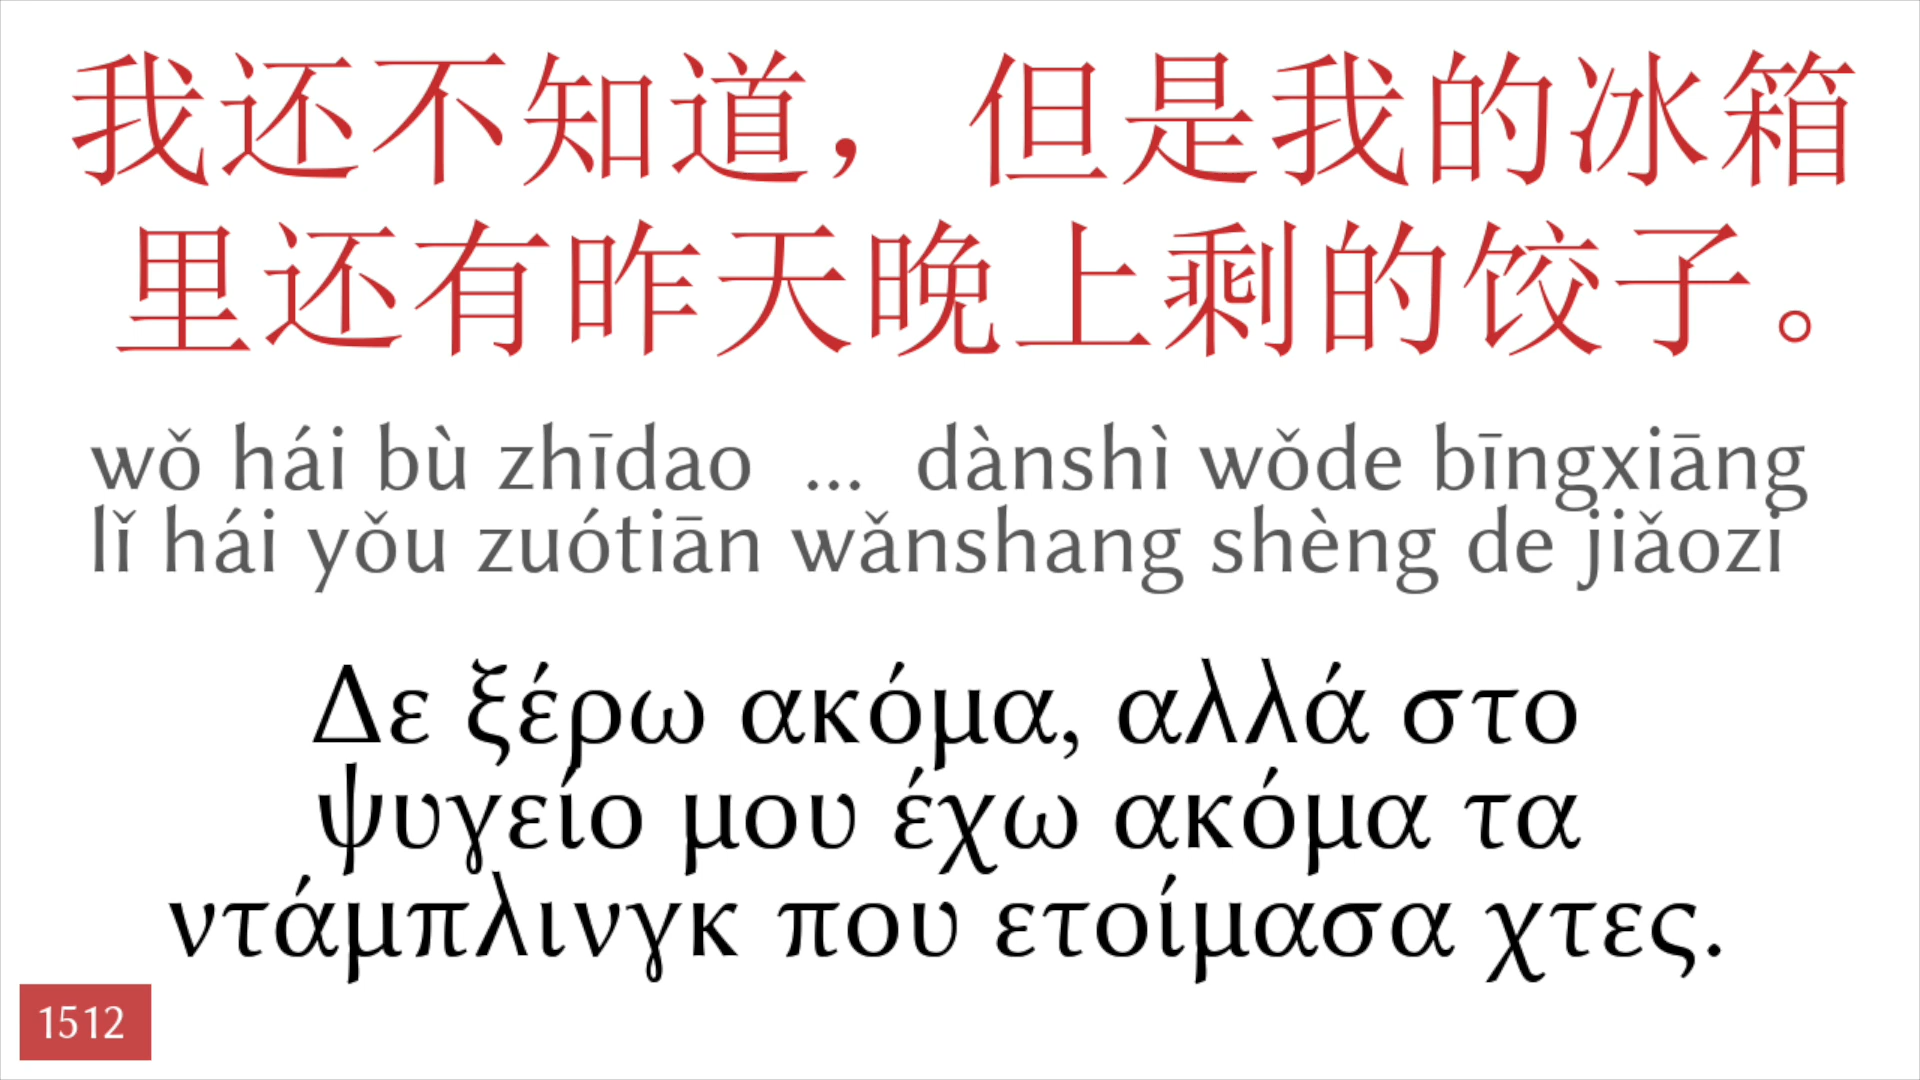 我还不知道，但是我的冰箱
里还有昨天晚上剩的饺子。
wǒ hái bù zhīdao ... dànshì wǒde bīngxiāng
lǐ hái yǒu zuótiān wǎnshang shèng de jiǎozi
Δε ξέρω ακόμα, αλλά στο
ψυγείο μου έχω ακόμα τα
ντάμπλινγκ που ετοίμασα χτες.
1512